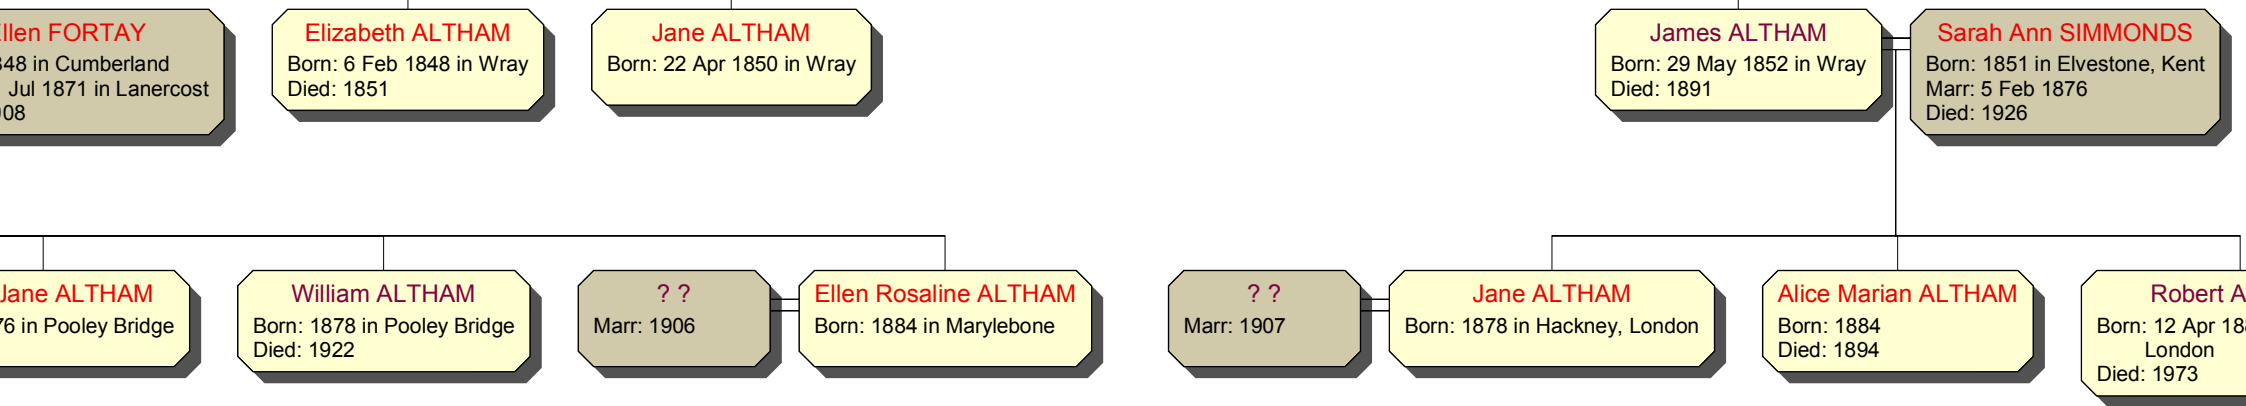 llen FORTAY
848 in Cumberland
Jul 1871 in Lanercost
908
Elizabeth ALTHAM
Born: 6 Feb 1848 in Wray
Died: 1851
Jane ALTHAM
Born: 22 Apr 1850 in Wray
James ALTHAM
Born: 29 May 1852 in Wray
Died: 1891
Sarah Ann SIMMONDS
Born: 1851 in Elvestone, Kent
Marr: 5 Feb 1876
Died: 1926
Jane ALTHAM
76 in Pooley Bridge
William ALTHAM
Born: 1878 in Pooley Bridge
Died: 1922
? ?
Marr: 1906
Ellen Rosaline ALTHAM
Born: 1884 in Marylebone
? ?
Marr: 1907
Jane ALTHAM
Born: 1878 in Hackney, London
Alice Marian ALTHAM
Born: 1884
Died: 1894
Robert A
Born: 12 Apr 188
London
Died: 1973